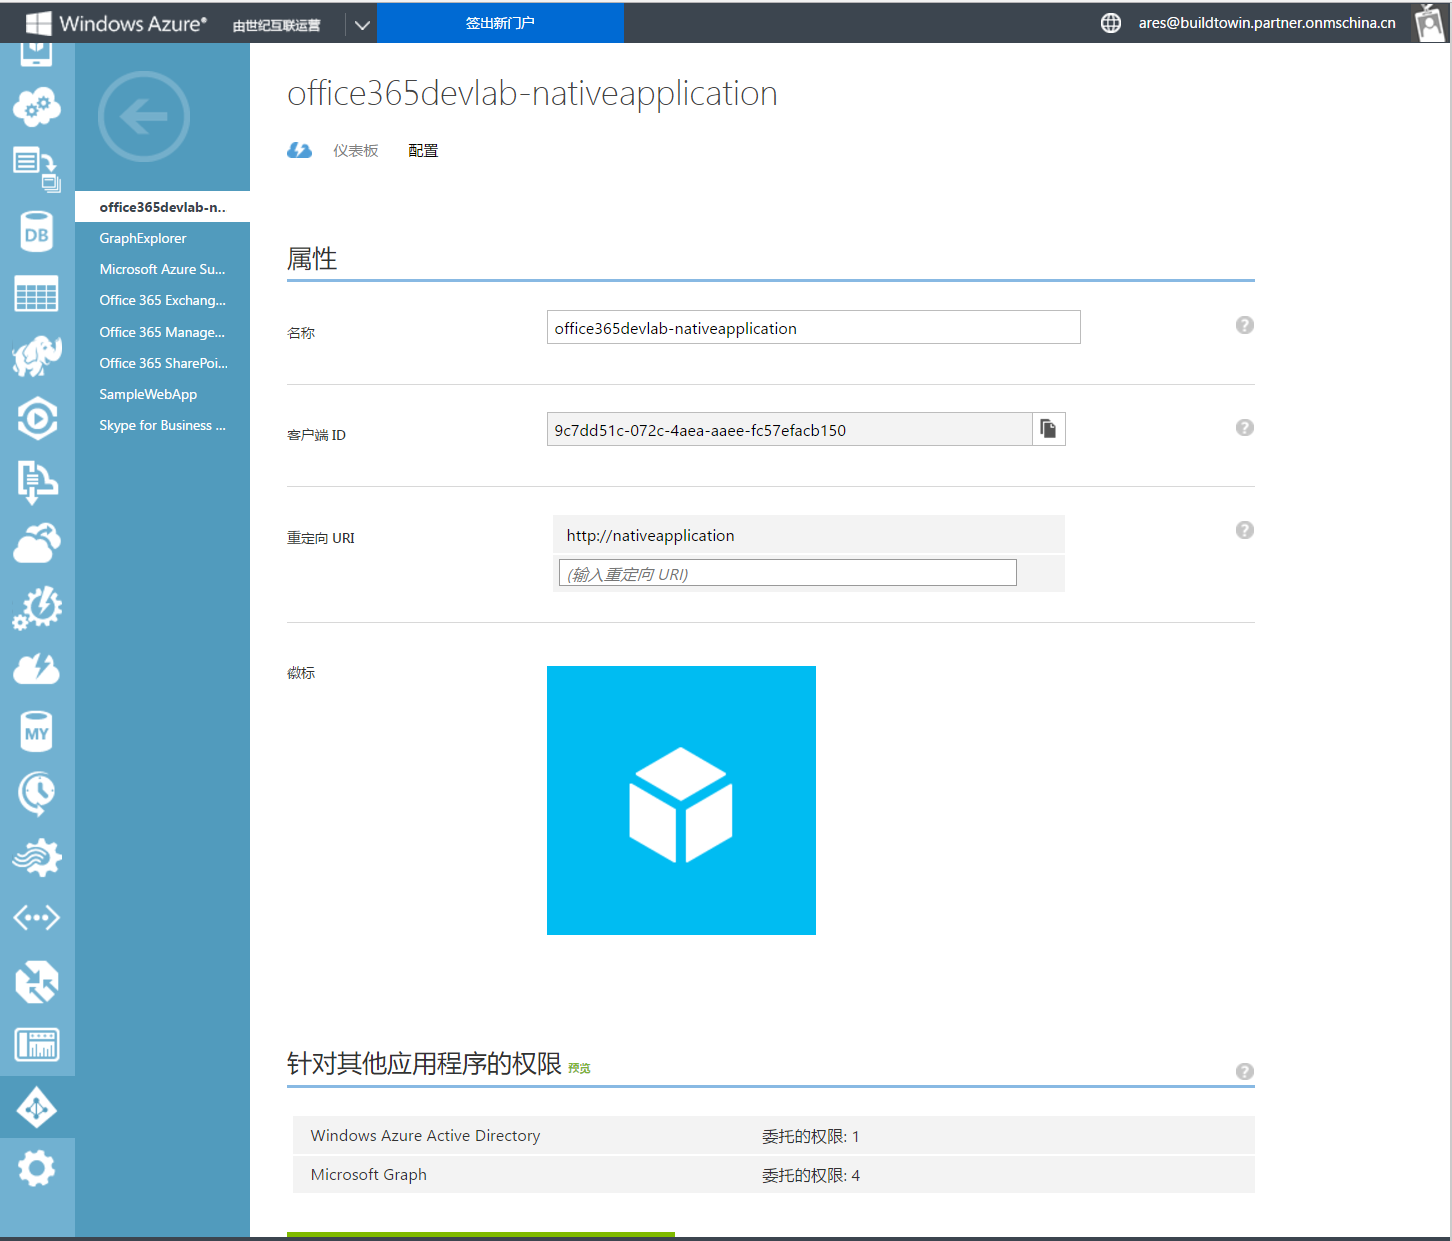 Windows Azure® 由世纪互联运营 签出新门户 ares@buildtowin.partner.onmschina.cn
office365devlab-nativeapplication
仪表板 配置
office365devlab-n..
GraphExplorer
Microsoft Azure Su...
Office 365 Exchang...
Office 365 Manage...
Office 365 SharePoi...
SampleWebApp
Skype for Business ...
DB
MY
属性
名称 office365devlab-nativeapplication ?
客户端 ID 9c7dd51c-072c-4aea-aaee-fc57efacb150 ?
重定向 URI http://nativeapplication ?
(输入重定向 URI)
徽标
针对其他应用程序的权限 预览 ?
Windows Azure Active Directory 委托的权限: 1
Microsoft Graph 委托的权限: 4